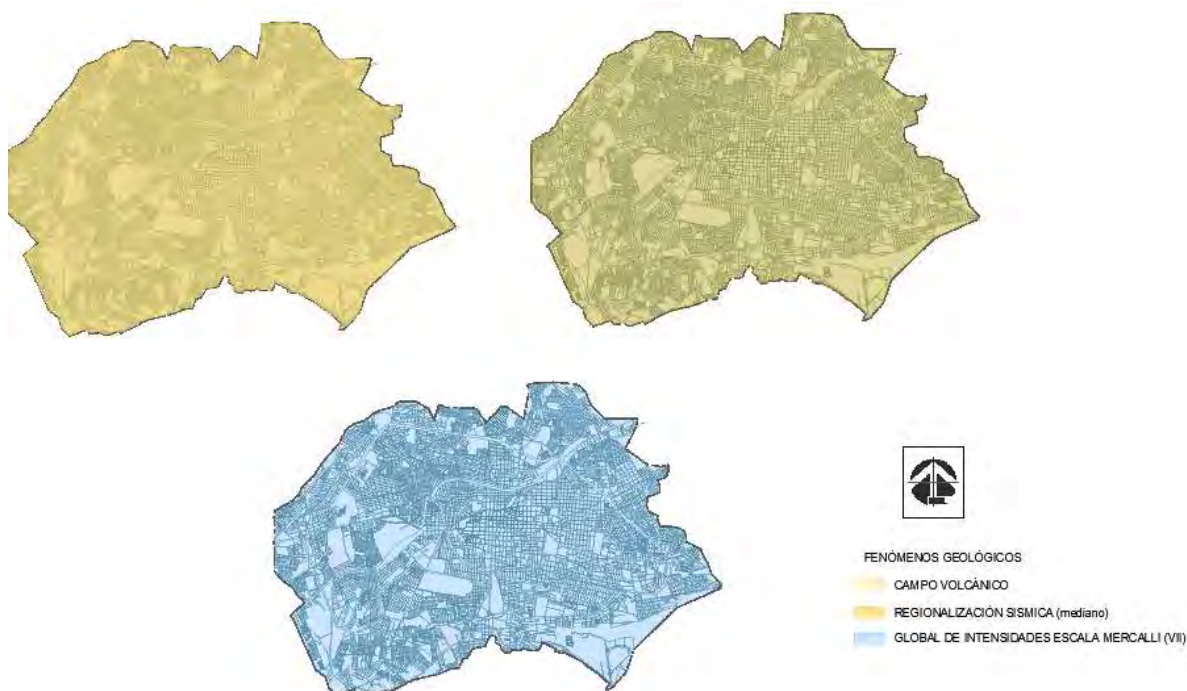 FENÓMENOS GEOLÓGICOS
CAMPO VOLCÁNICO
REGIONALIZACIÓN SISMICA (mediano)
GLOBAL DE INTENSIDADES ESCALA MERCALLI (VII)